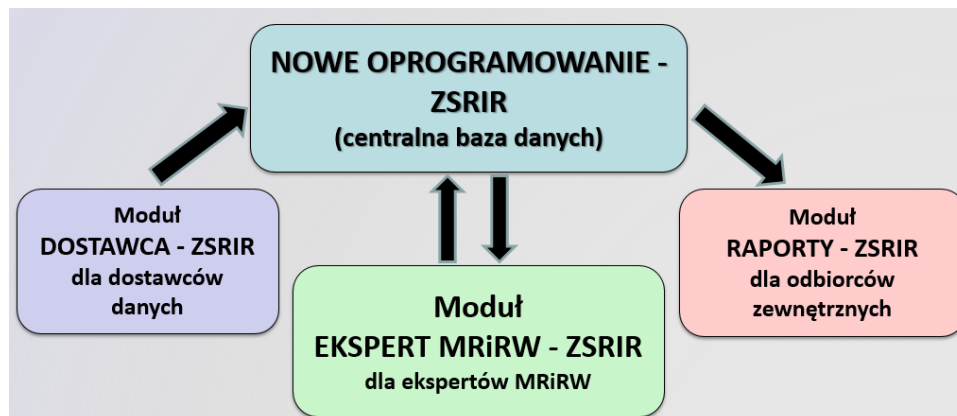 NOWE OPROGRAMOWANIE -
ZSRIR
(centralna baza danych)
Moduł
DOSTAWCA - ZSRIR
dla dostawców
danych
Moduł
EKSPERT MRiRW - ZSRIR
dla ekspertów MRiRW
Moduł
RAPORTY - ZSRIR
dla odbiorców
zewnętrznych